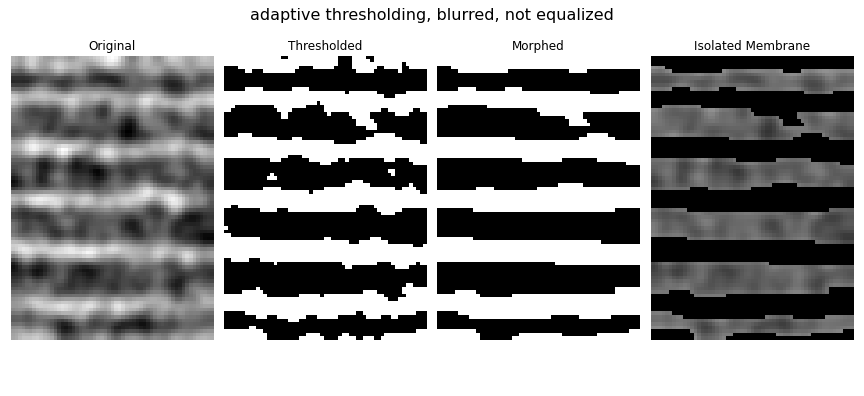 adaptive thresholding, blurred, not equalized
Original
Thresholded
Morphed
Isolated Membrane